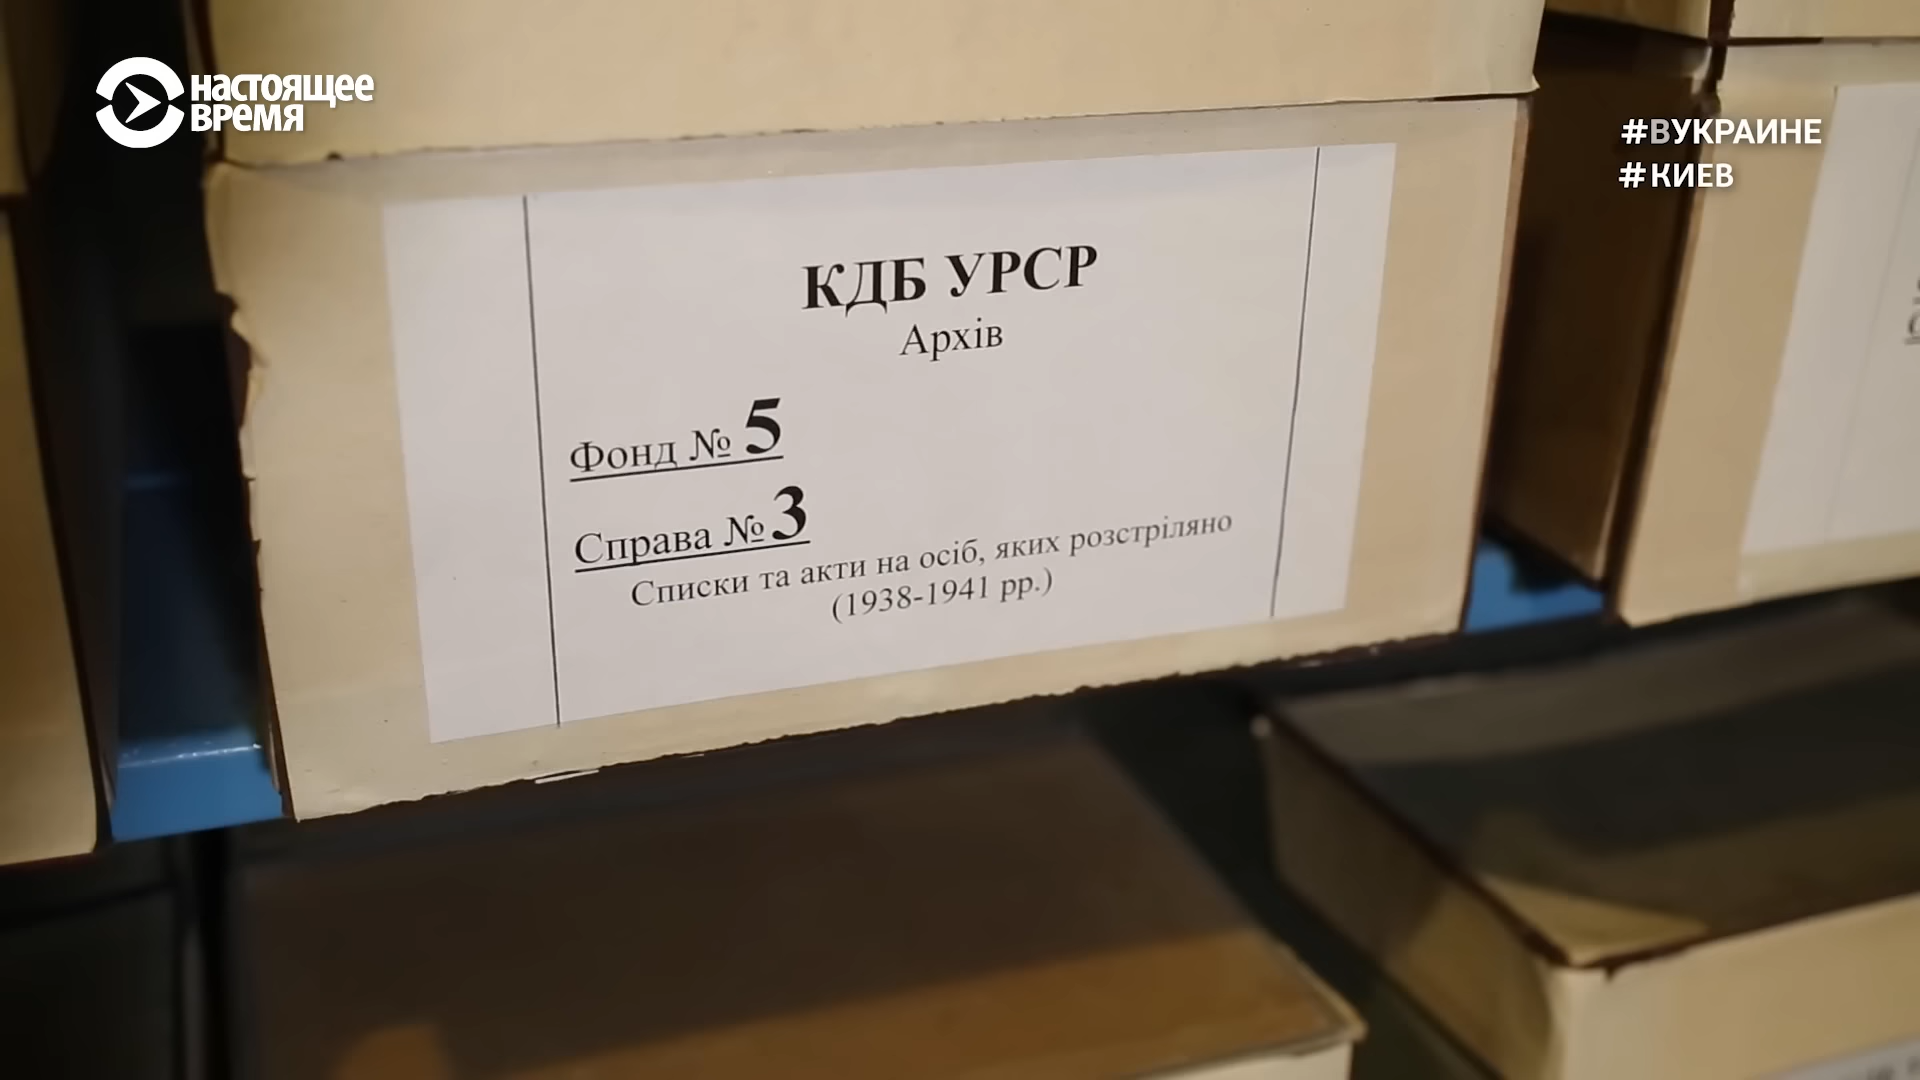 настоящее
время
#ВУКРАИНЕ
#КИЕВ
КДБ УРСР
Архів
Фонд № 5
Справа № 3
Списки та акти на осіб, яких розстріляно
(1938-1941 рр.)